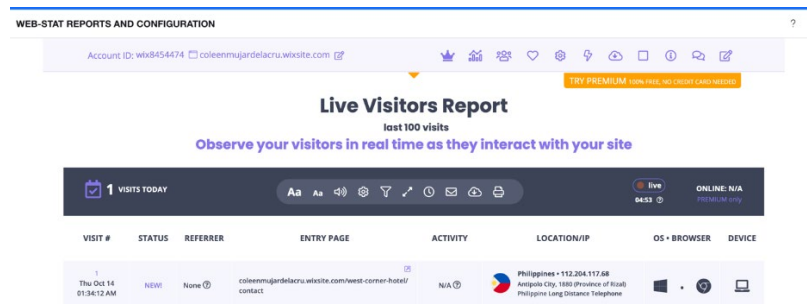 WEB-STAT REPORTS AND CONFIGURATION ?
Account ID: wix8454474 coleenmujardelacru.wixsite.com
TRY PREMIUM 100% FREE, NO CREDIT CARD NEEDED
Live Visitors Report
last 100 visits
Observe your visitors in real time as they interact with your site
1 VISITS TODAY Aa Aa live ONLINE: N/A
04:53 ? PREMIUM only
VISIT # STATUS REFERRER ENTRY PAGE ACTIVITY LOCATION/IP OS • BROWSER DEVICE
1
Thu Oct 14
01:34:12 AM
NEW!
None ?
coleenmujardelacru.wixsite.com/west-corner-hotel/
contact
N/A ?
Philippines • 112.204.117.68
Antipolo City, 1880 (Province of Rizal)
Philippine Long Distance Telephone